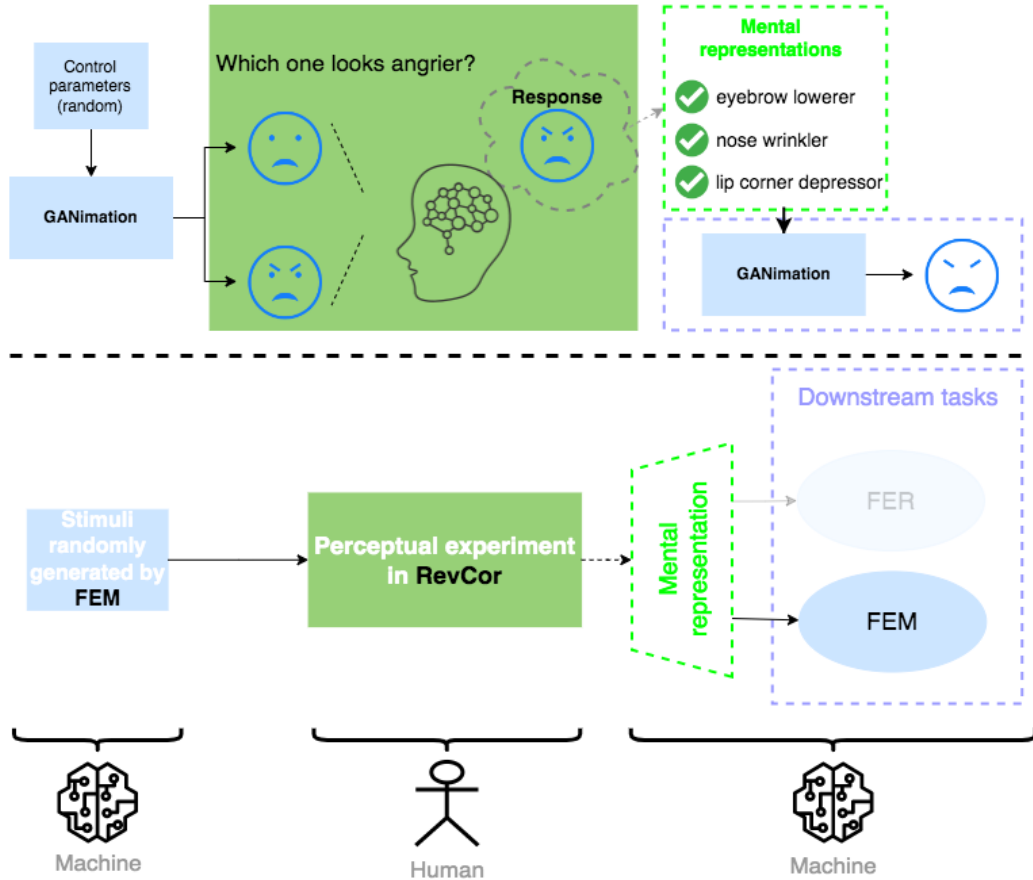 Control
parameters
(random)
GANimation
Which one looks angrier?
Response
Mental
representations
eyebrow lowerer
nose wrinkler
lip corner depressor
GANimation
Stimuli
randomly
generated by
FEM
Perceptual experiment
in RevCor
Mental
representation
Downstream tasks
FER
FEM
Machine
Human
Machine